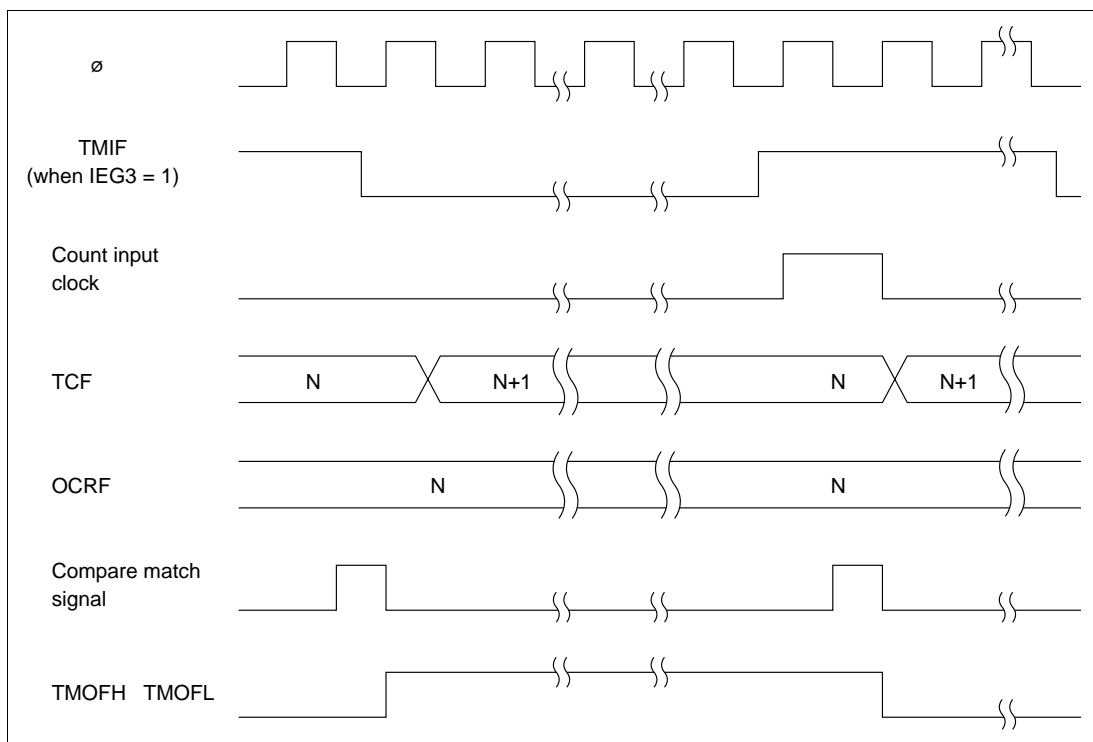 ø
TMIF
(when IEG3 = 1)
Count input
clock
TCF
N
N+1
N
N+1
OCRF
N
N
Compare match
signal
TMOFH TMOFL